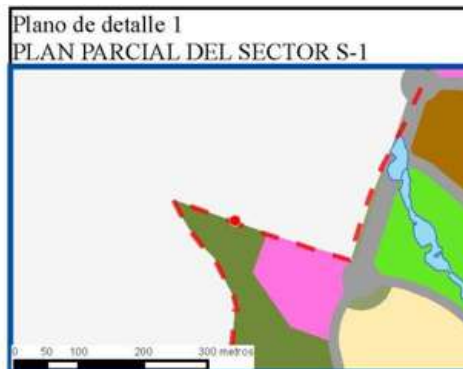 Plano de detalle 1
PLAN PARCIAL DEL SECTOR S-1
0 50 100 200 300 metros